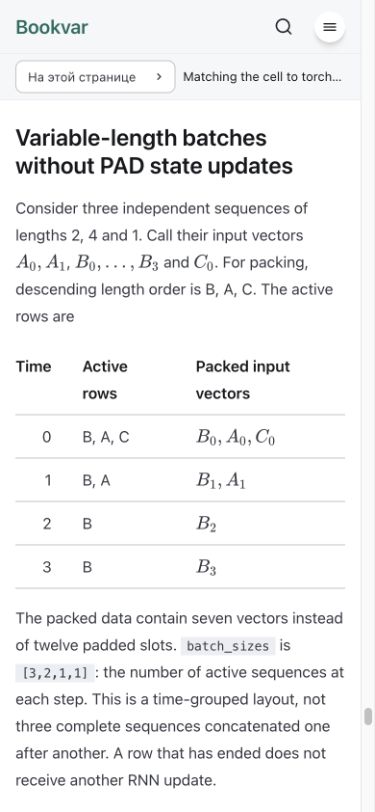 Bookvar
На этой странице > Matching the cell to torch...
Variable-length batches
without PAD state updates
Consider three independent sequences of
lengths 2, 4 and 1. Call their input vectors
A₀, A₁, B₀, . . . , B₃ and C₀. For packing,
descending length order is B, A, C. The active
rows are
Time Active rows Packed input vectors
0 B, A, C B₀, A₀, C₀
1 B, A B₁, A₁
2 B B₂
3 B B₃
The packed data contain seven vectors instead
of twelve padded slots. batch_sizes is
[3,2,1,1] : the number of active sequences at
each step. This is a time-grouped layout, not
three complete sequences concatenated one
after another. A row that has ended does not
receive another RNN update.